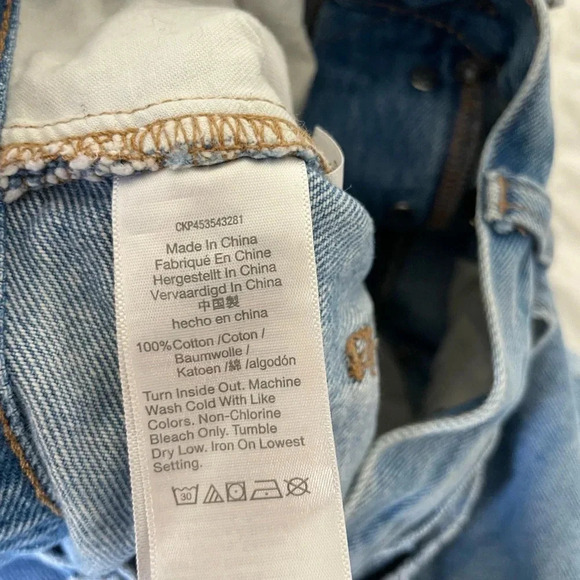 CKP453543281
Made In China
Fabriqué En Chine
Hergestellt In China
Vervaardigd In China
中国製
hecho en china
100%Cotton /Coton /
Baumwolle /
Katoen /綿 /algodón
Turn Inside Out. Machine
Wash Cold With Like
Colors. Non-Chlorine
Bleach Only. Tumble
Dry Low. Iron On Lowest
Setting.
30